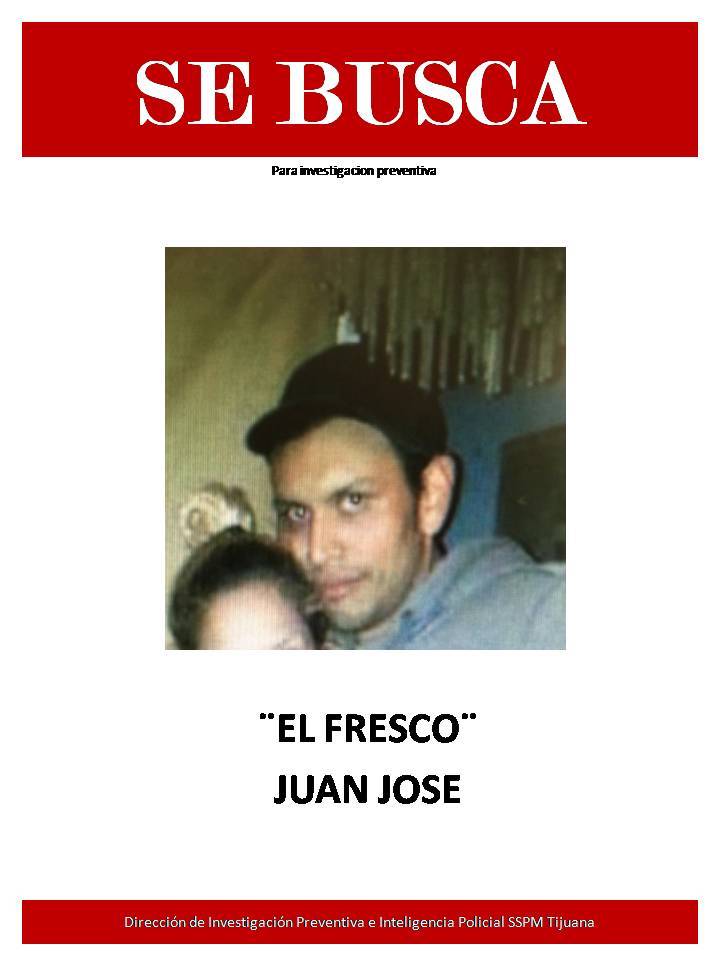 SE BUSCA
Para investigacion preventiva
¨EL FRESCO¨
JUAN JOSE
Dirección de Investigación Preventiva e Inteligencia Policial SSPM Tijuana